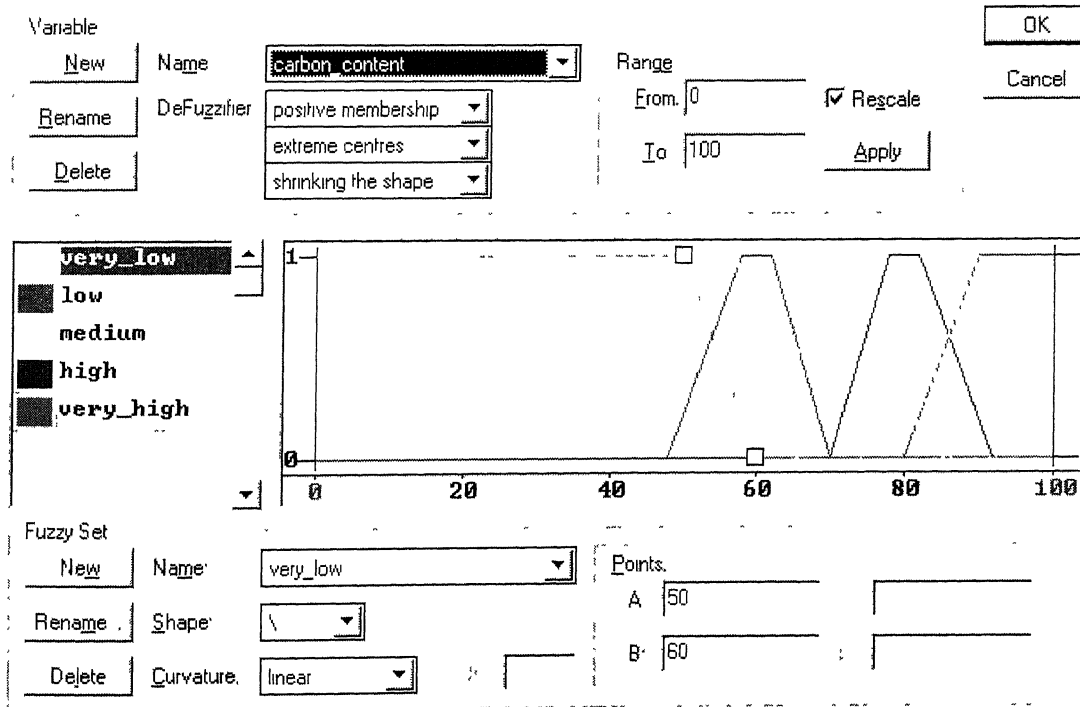 Variable
OK
New
Name
carbon_content
Range
Cancel
From. 0
Rescale
Rename
DeFuzzifier
positive membership
extreme centres
To 100
Apply
Delete
shrinking the shape
very_low
low
medium
high
very_high
1
0
0 20 40 60 80 100
Fuzzy Set
New
Name:
very_low
Points.
A 50
Rename
Shape:
\
B: 60
Delete
Curvature.
linear